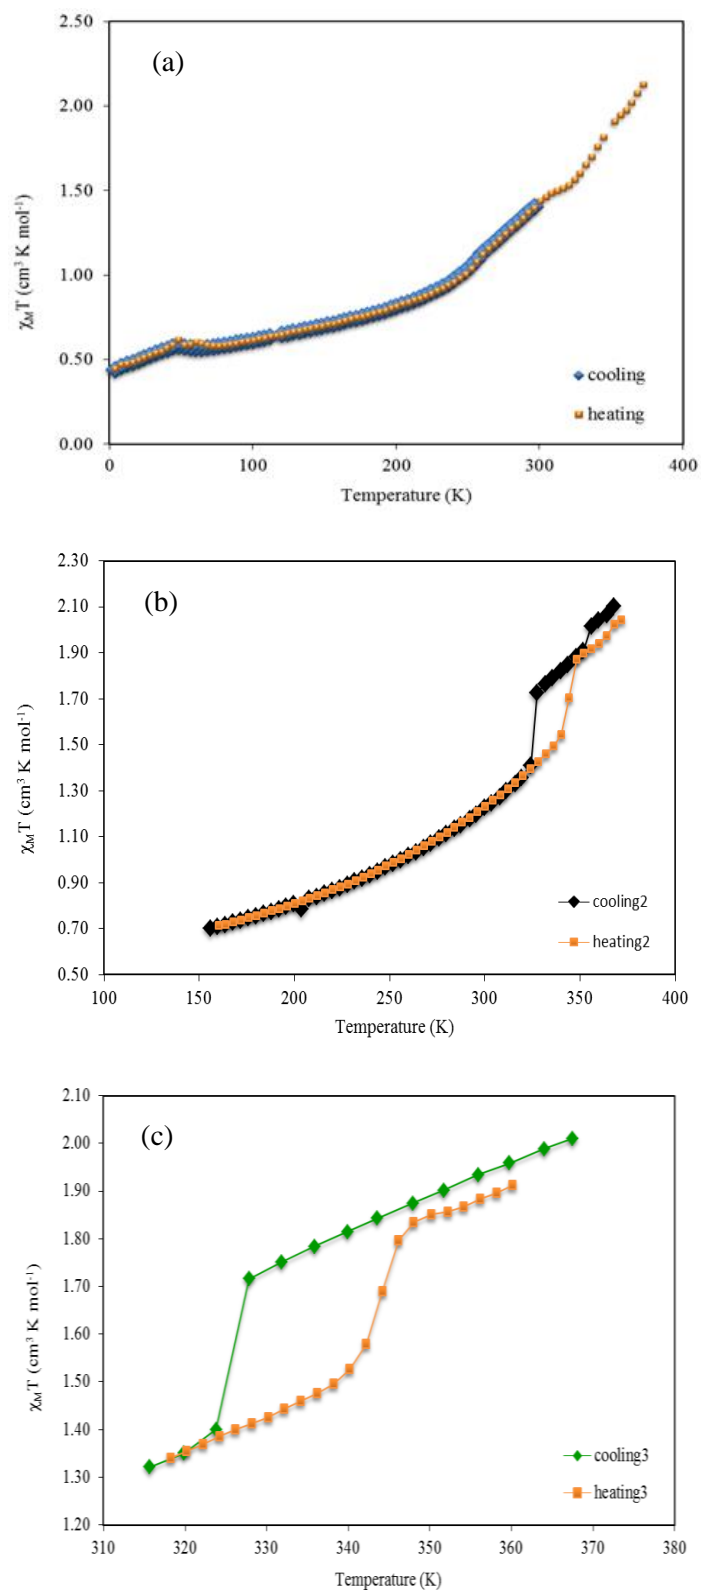 (a)
2.50
2.00
1.50
1.00
0.50
0.00
χMT (cm³ K mol⁻¹)
cooling
heating
0 100 200 300 400
Temperature (K)
(b)
2.30
2.10
1.90
1.70
1.50
1.30
1.10
0.90
0.70
0.50
χMT (cm³ K mol⁻¹)
cooling2
heating2
100 150 200 250 300 350 400
Temperature (K)
(c)
2.10
2.00
1.90
1.80
1.70
1.60
1.50
1.40
1.30
1.20
χMT (cm³ K mol⁻¹)
cooling3
heating3
310 320 330 340 350 360 370 380
Temperature (K)